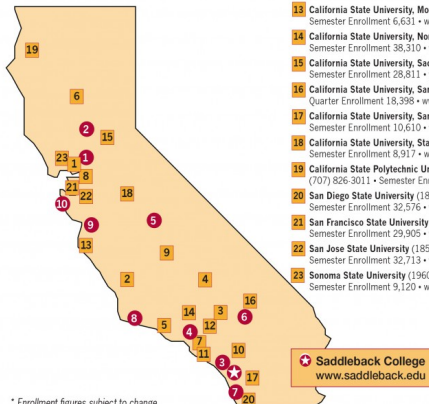 13 California State University, Mo
Semester Enrollment 6,631 • w
14 California State University, Nor
Semester Enrollment 38,310 •
15 California State University, Sac
Semester Enrollment 28,811 •
16 California State University, San
Quarter Enrollment 18,398 • w
17 California State University, San
Semester Enrollment 10,610 •
18 California State University, Sta
Semester Enrollment 8,917 • w
19 California State Polytechnic Un
(707) 826-3011 • Semester En
20 San Diego State University (18
Semester Enrollment 32,576 •
21 San Francisco State University
Semester Enrollment 29,905 •
22 San Jose State University (185
Semester Enrollment 32,713 •
23 Sonoma State University (1960
Semester Enrollment 9,120 • w
19
6
2
15
23 1 1
8
21 22
10
18
9
5
13
9
2
4
16
8
14 3 6
5
4 12
7
11
10
3
17
7 20
Saddleback College
www.saddleback.edu
* Enrollment figures subject to change